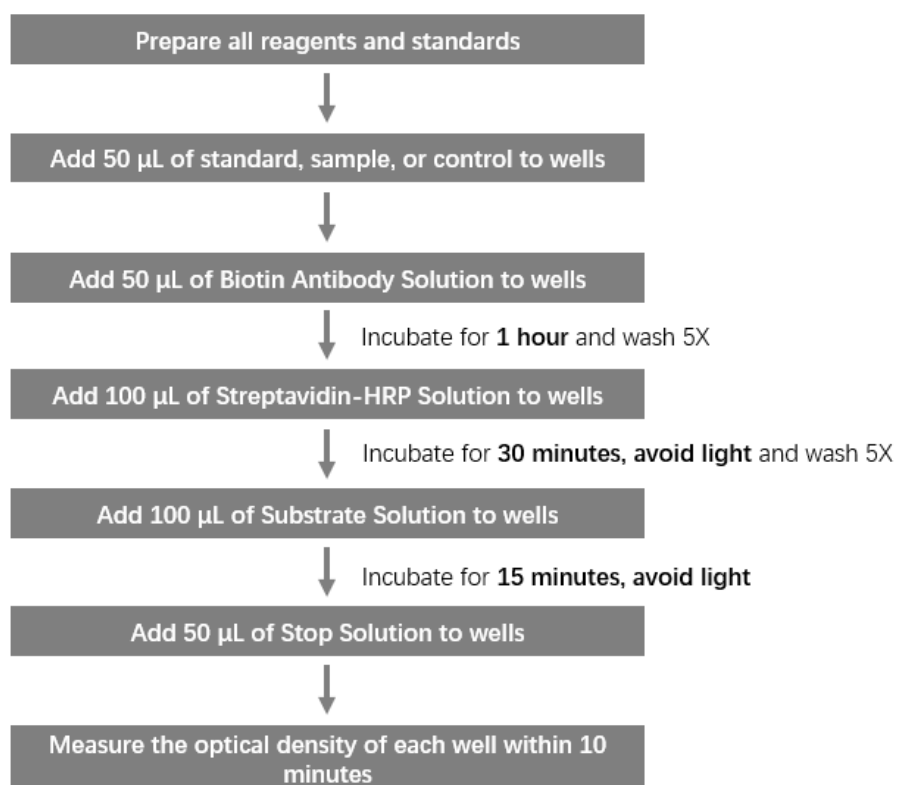 Prepare all reagents and standards
Add 50 µL of standard, sample, or control to wells
Add 50 µL of Biotin Antibody Solution to wells
Incubate for 1 hour and wash 5X
Add 100 µL of Streptavidin-HRP Solution to wells
Incubate for 30 minutes, avoid light and wash 5X
Add 100 µL of Substrate Solution to wells
Incubate for 15 minutes, avoid light
Add 50 µL of Stop Solution to wells
Measure the optical density of each well within 10
minutes